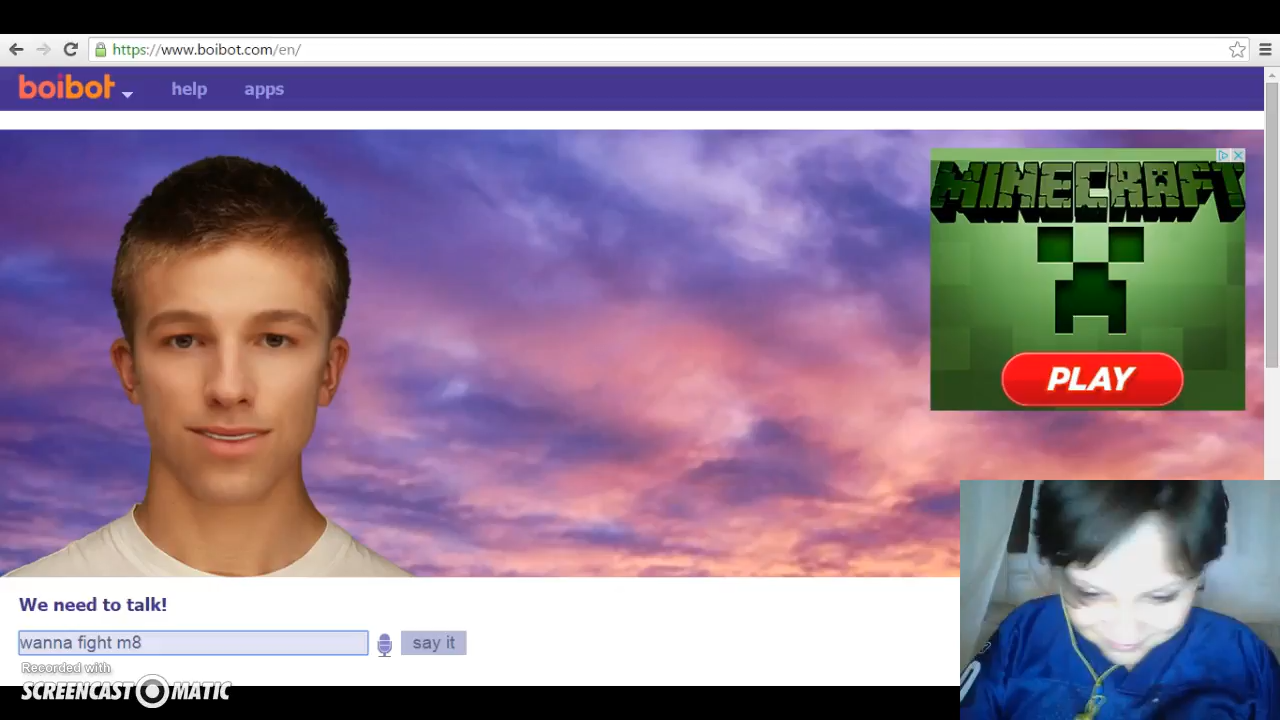 https://www.boibot.com/en/
boibot help apps
MINECRAFT
PLAY
We need to talk!
wanna fight m8
say it
Recorded with
SCREENCAST MATIC